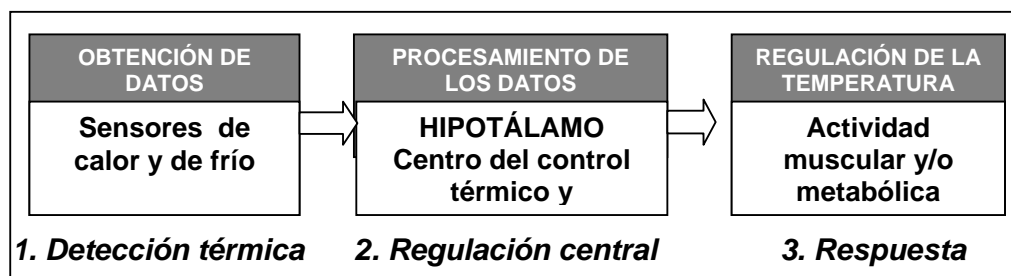 OBTENCIÓN DE
DATOS
Sensores de
calor y de frío
PROCESAMIENTO DE
LOS DATOS
HIPOTÁLAMO
Centro del control
térmico y
REGULACIÓN DE LA
TEMPERATURA
Actividad
muscular y/o
metabólica
1. Detección térmica
2. Regulación central
3. Respuesta